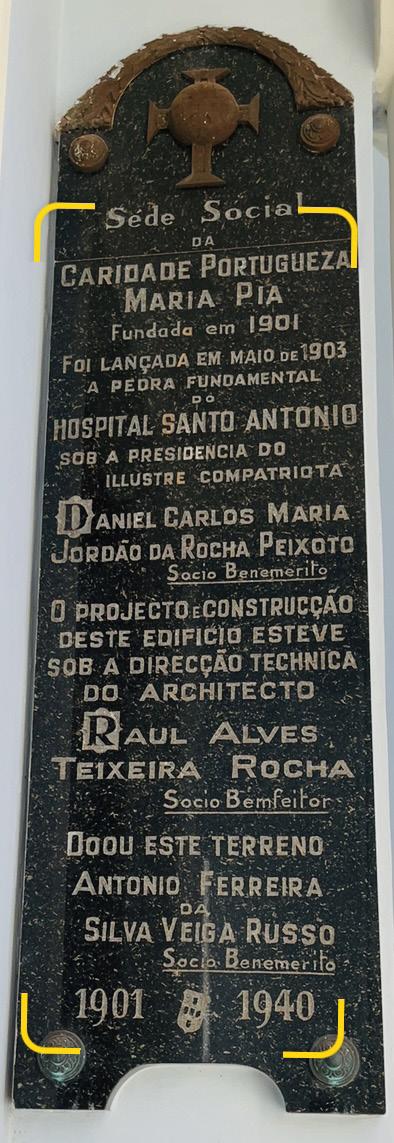 Séde Social
DA
CARIDADE PORTUGUEZA
MARIA PIA
Fundada em 1901
FOI LANÇADA EM MAIO DE 1903
A PEDRA FUNDAMENTAL
DO
HOSPITAL SANTO ANTONIO
SOB A PRESIDENCIA DO
ILLUSTRE COMPATRIOTA
DANIEL CARLOS MARIA
JORDÃO DA ROCHA PEIXOTO
Socio Benemerito
O PROJECTO E CONSTRUCÇÃO
DESTE EDIFICIO ESTEVE
SOB A DIRECÇÃO TECHNICA
DO ARCHITECTO
RAUL ALVES
TEIXEIRA ROCHA
Socio Bemfeitor
DOOU ESTE TERRENO
ANTONIO FERREIRA
DA
SILVA VEIGA RUSSO
Socio Benemerito
1901 1940